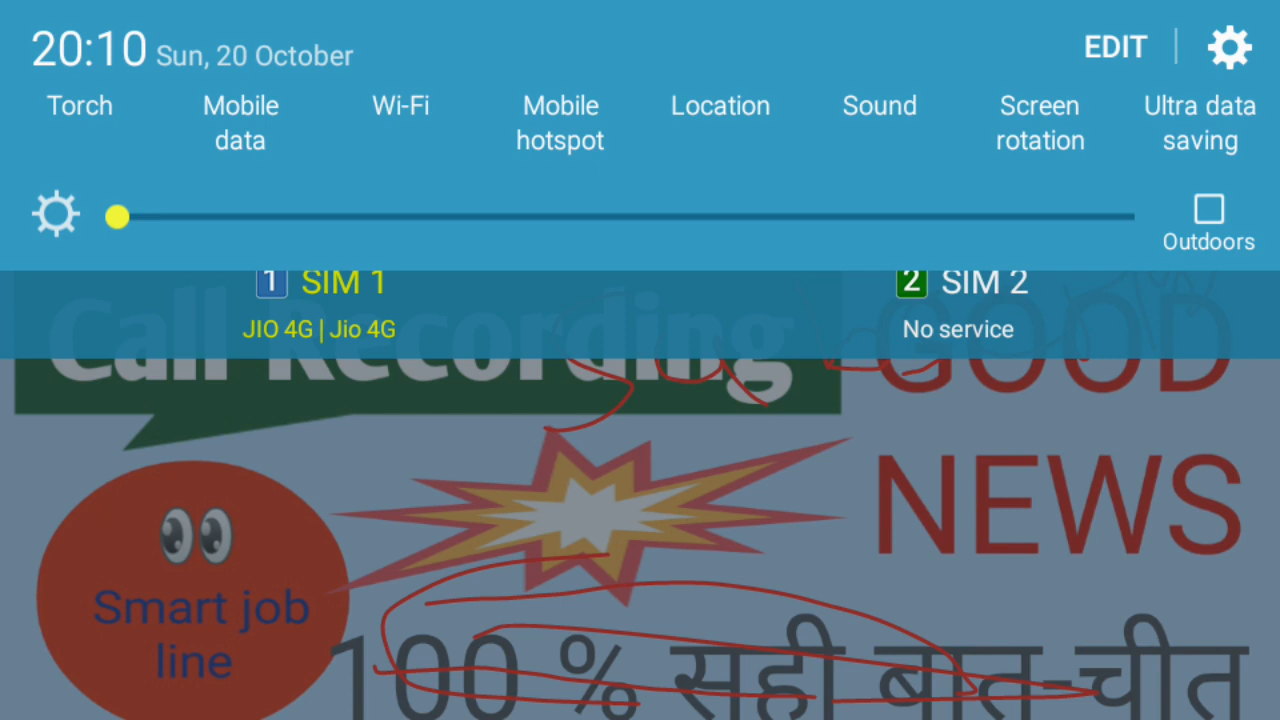 20:10 Sun, 20 October EDIT
Torch Mobile data Wi-Fi Mobile hotspot Location Sound Screen rotation Ultra data saving
Outdoors
1 SIM 1 2 SIM 2
JIO 4G | Jio 4G No service
Call Recording GOOD
NEWS
Smart job
line
100 % सही बात-चीत